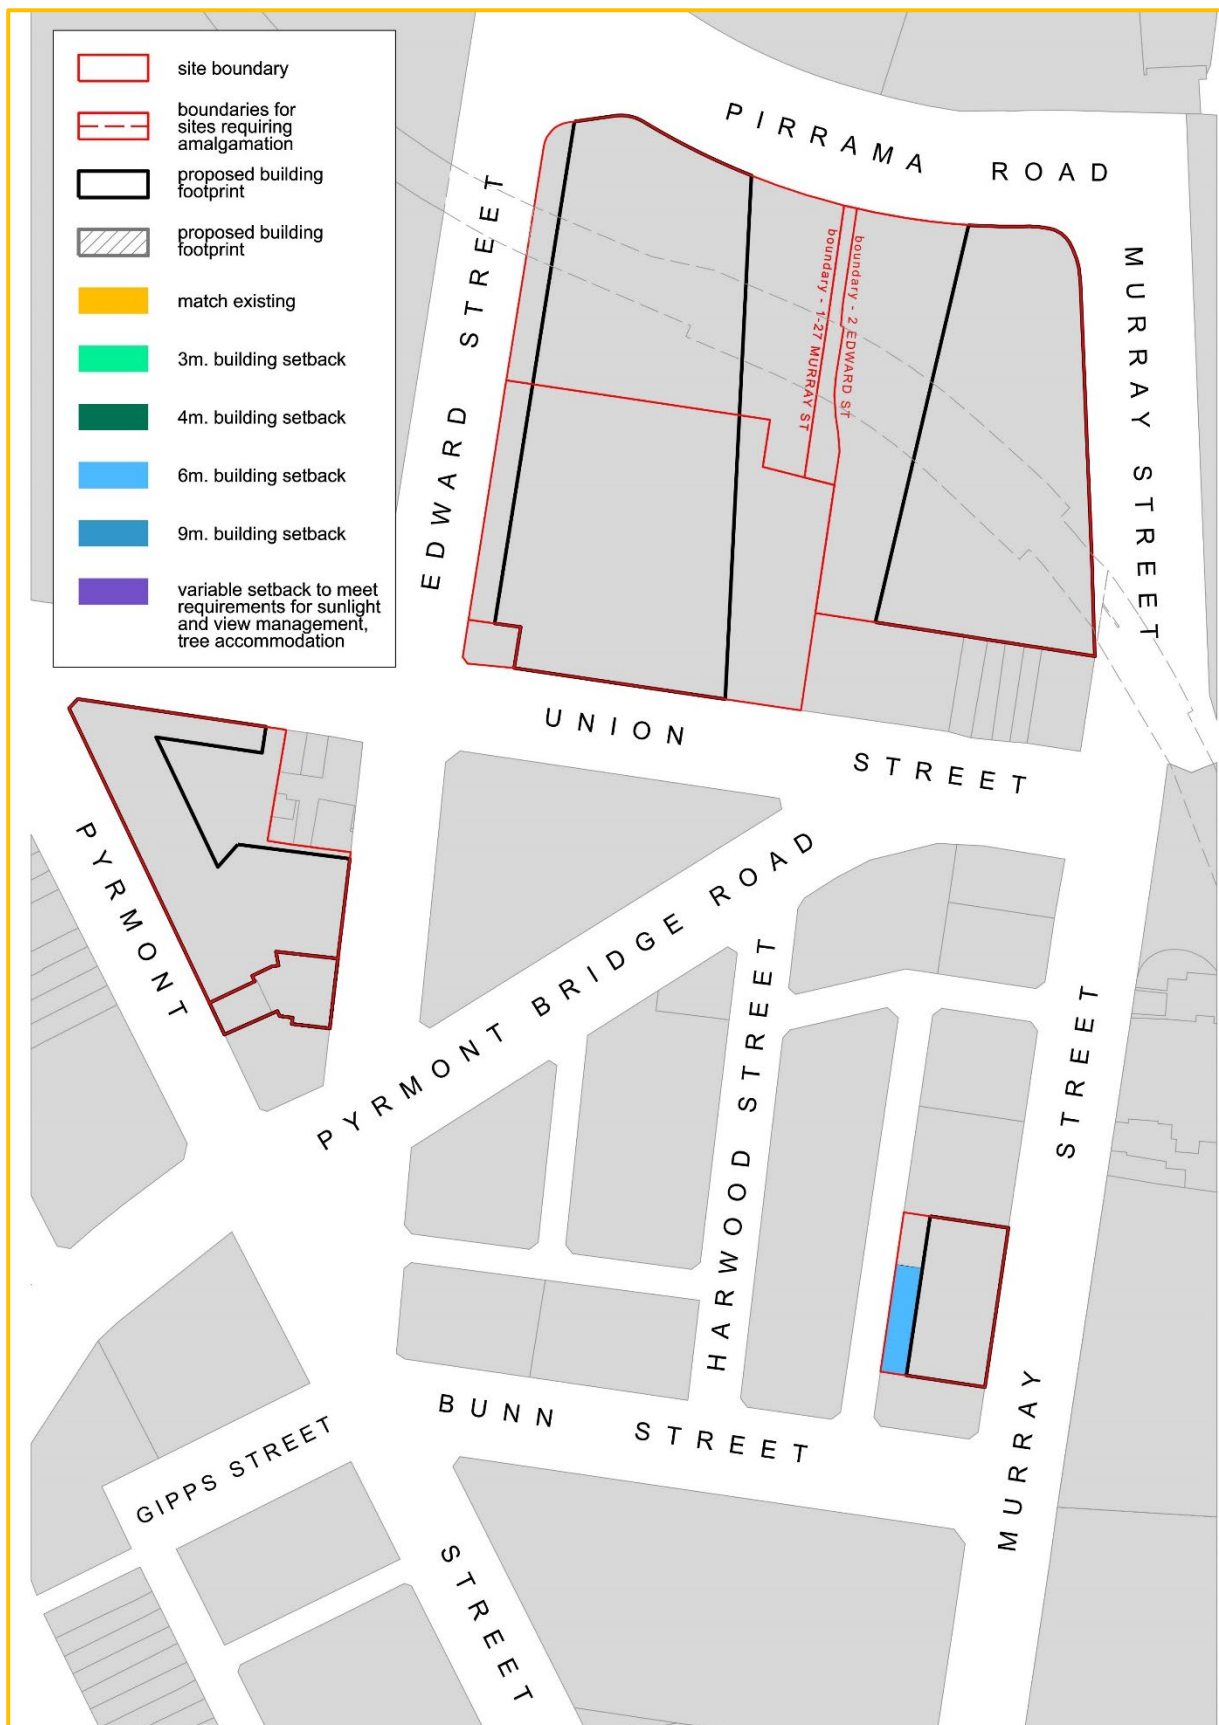 site boundary
boundaries for
sites requiring
amalgamation
proposed building
footprint
proposed building
footprint
match existing
3m. building setback
4m. building setback
6m. building setback
9m. building setback
variable setback to meet
requirements for sunlight
and view management,
tree accommodation
PIRRAMA ROAD
EDWARD STREET
boundary - 1-27 MURRAY ST
boundary - 2 EDWARD ST
MURRAY STREET
UNION STREET
PYRMONT
PYRMONT BRIDGE ROAD
HARWOOD STREET
MURRAY STREET
BUNN STREET
GIPPS STREET
STREET